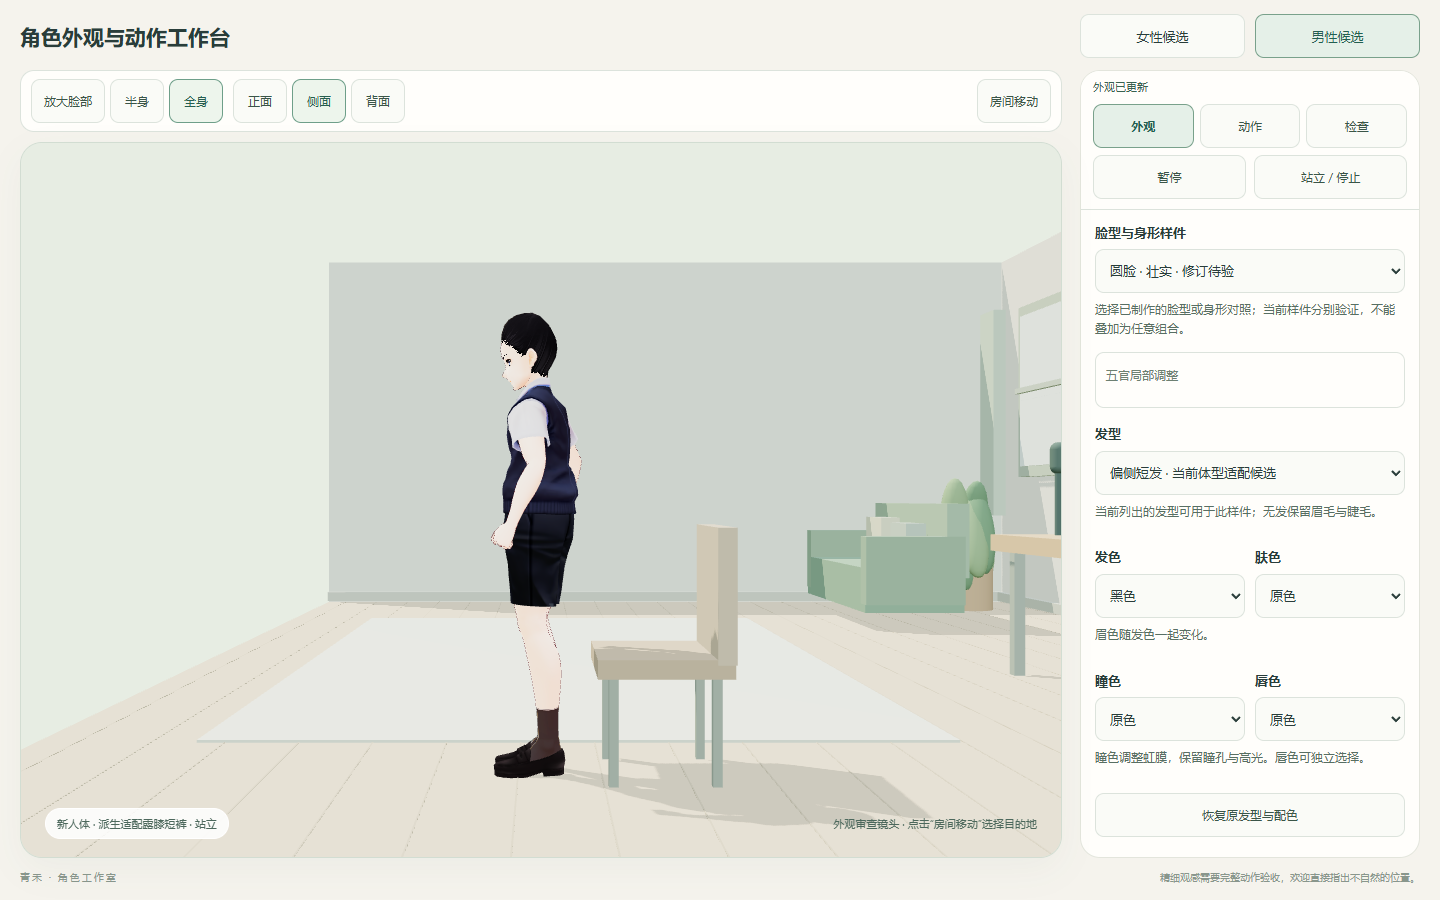 角色外观与动作工作台
女性候选
男性候选
放大脸部
半身
全身
正面
侧面
背面
房间移动
外观已更新
外观
动作
检查
暂停
站立 / 停止
脸型与身形样件
圆脸 · 壮实 · 修订待验
选择已制作的脸型或身形对照；当前样件分别验证，不能
叠加为任意组合。
五官局部调整
发型
偏侧短发 · 当前体型适配候选
当前列出的发型可用于此样件；无发保留眉毛与睫毛。
发色
肤色
黑色
原色
眉色随发色一起变化。
瞳色
唇色
原色
原色
瞳色调整虹膜，保留瞳孔与高光。唇色可独立选择。
恢复原发型与配色
新人体 · 派生适配露膝短裤 · 站立
外观审查镜头 · 点击“房间移动”选择目的地
青禾 · 角色工作室
精细观感需要完整动作验收，欢迎直接指出不自然的位置。